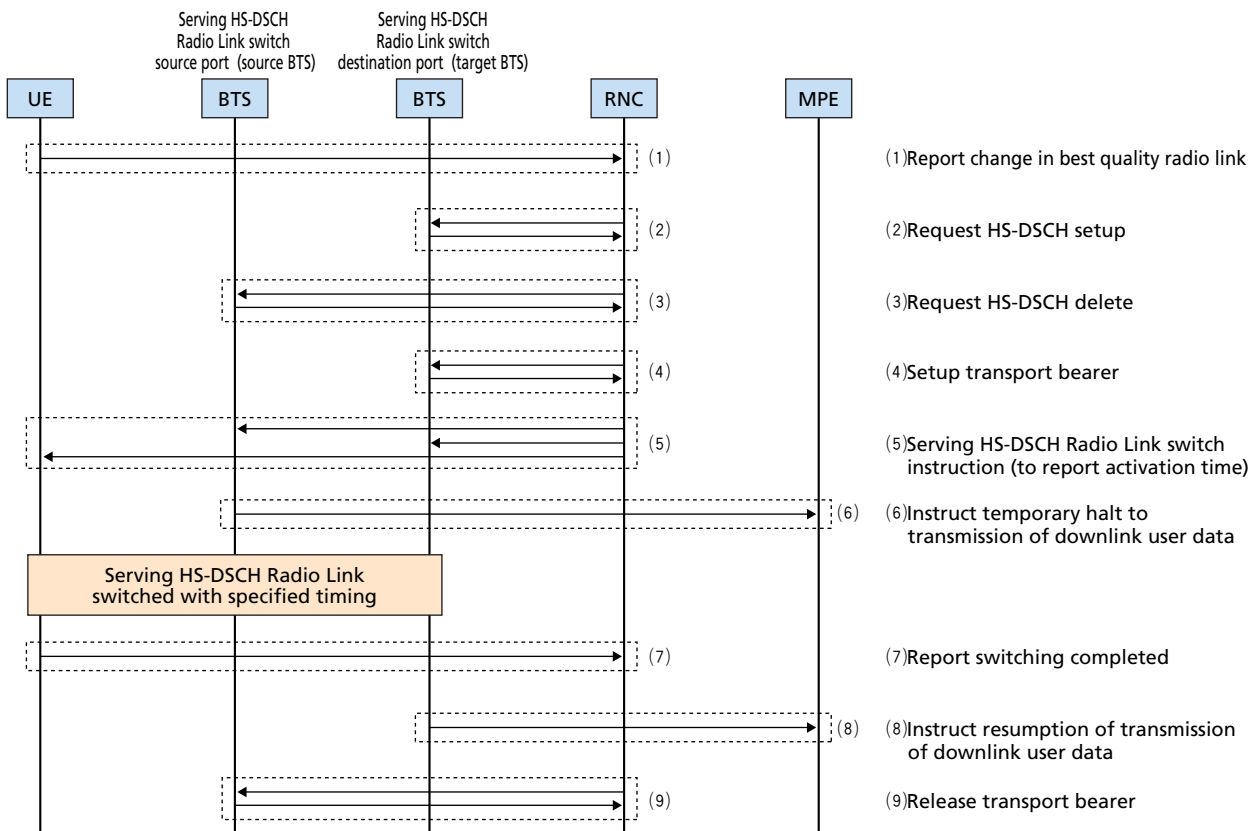 Serving HS-DSCH
Radio Link switch
source port (source BTS)
Serving HS-DSCH
Radio Link switch
destination port (target BTS)
UE
BTS
BTS
RNC
MPE
(1)
(1)Report change in best quality radio link
(2)
(2)Request HS-DSCH setup
(3)
(3)Request HS-DSCH delete
(4)
(4)Setup transport bearer
(5)
(5)Serving HS-DSCH Radio Link switch
instruction (to report activation time)
(6)
(6)Instruct temporary halt to
transmission of downlink user data
Serving HS-DSCH Radio Link
switched with specified timing
(7)
(7)Report switching completed
(8)
(8)Instruct resumption of transmission
of downlink user data
(9)
(9)Release transport bearer